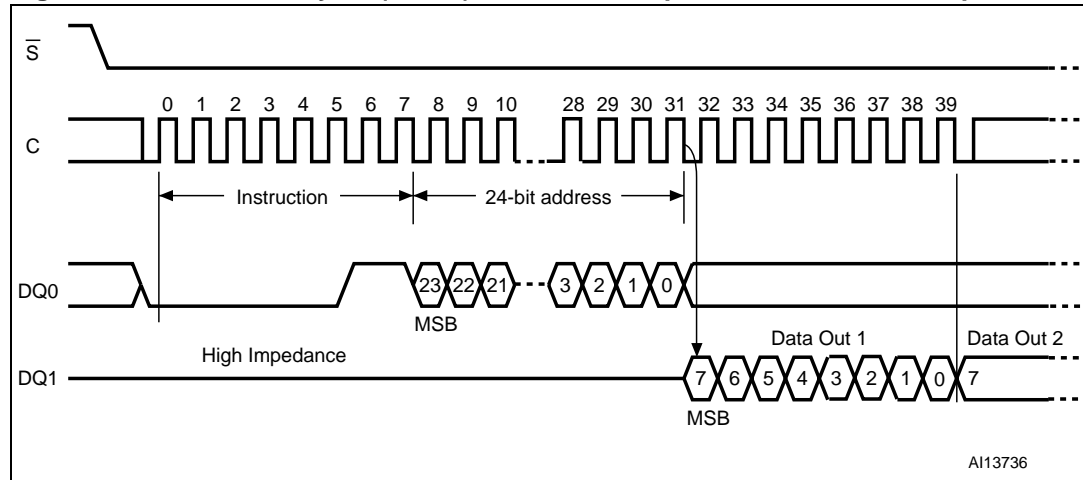 S
0 1 2 3 4 5 6 7 8 9 10 28 29 30 31 32 33 34 35 36 37 38 39
C
Instruction 24-bit address
DQ0 23 22 21 3 2 1 0
MSB
High Impedance Data Out 1 Data Out 2
DQ1 7 6 5 4 3 2 1 0 7
MSB
AI13736